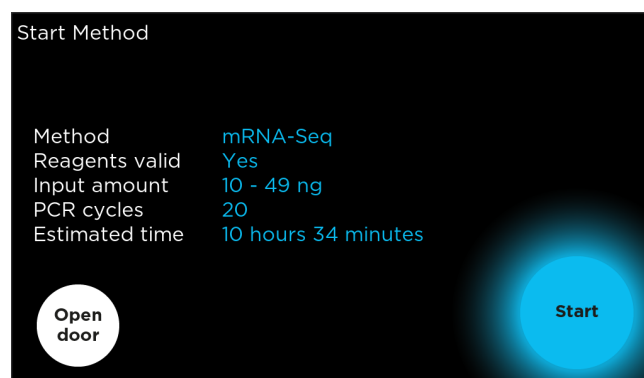 Start Method
Method mRNA-Seq
Reagents valid Yes
Input amount 10 - 49 ng
PCR cycles 20
Estimated time 10 hours 34 minutes
Open
door
Start